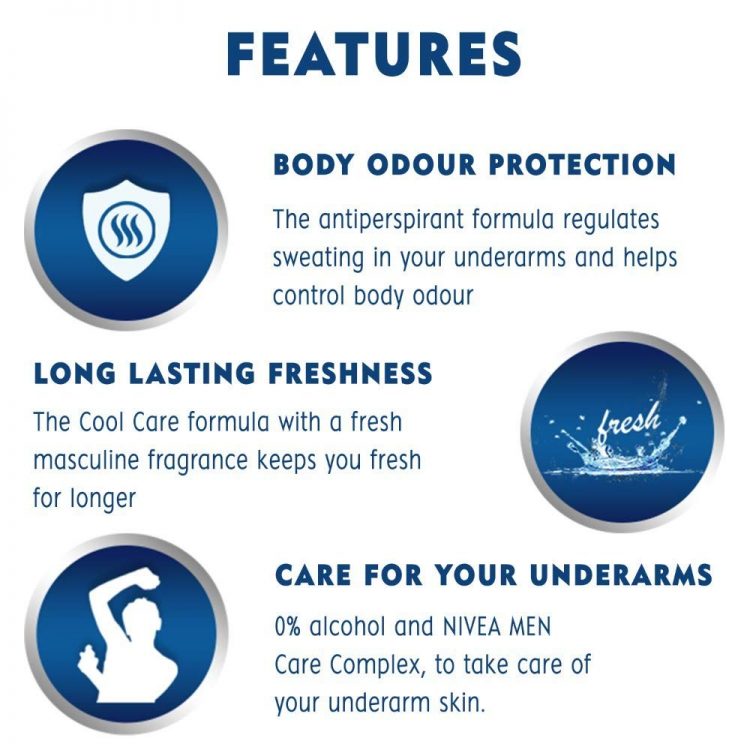 FEATURES
BODY ODOUR PROTECTION
The antiperspirant formula regulates
sweating in your underarms and helps
control body odour
LONG LASTING FRESHNESS
The Cool Care formula with a fresh
masculine fragrance keeps you fresh
for longer
fresh
CARE FOR YOUR UNDERARMS
0% alcohol and NIVEA MEN
Care Complex, to take care of
your underarm skin.